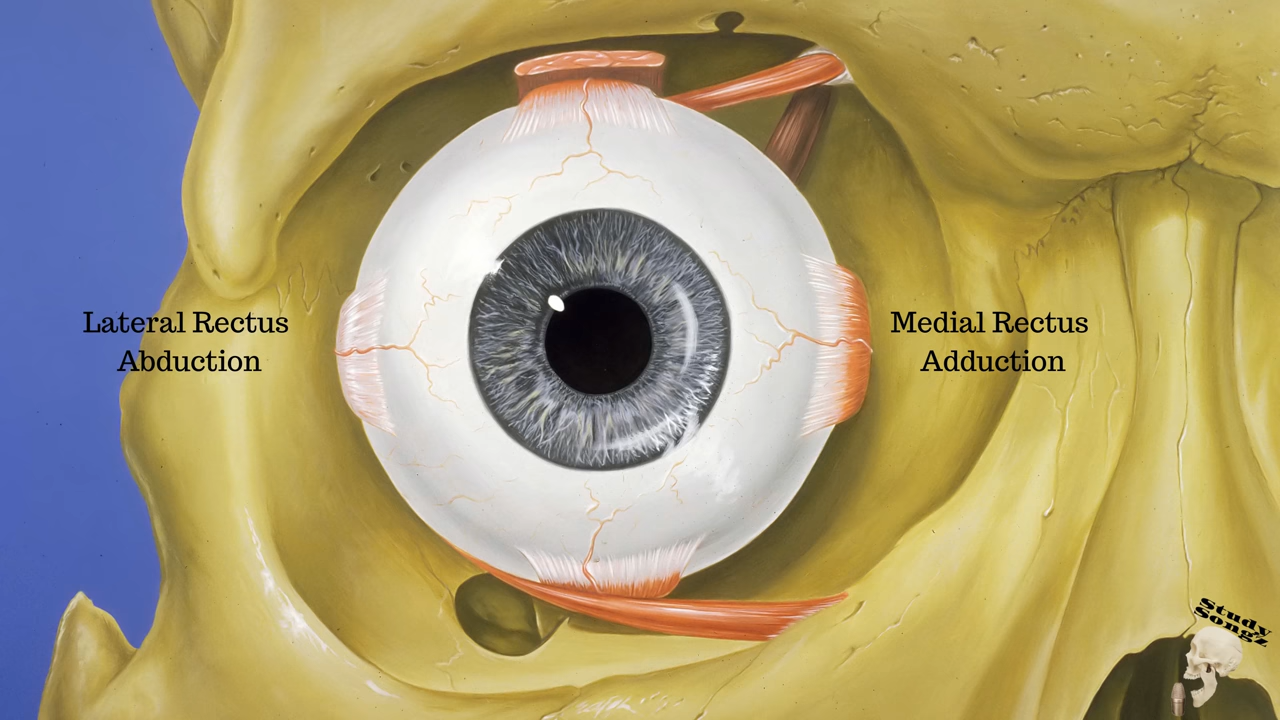 Lateral Rectus
Abduction
Medial Rectus
Adduction
Study
Songz